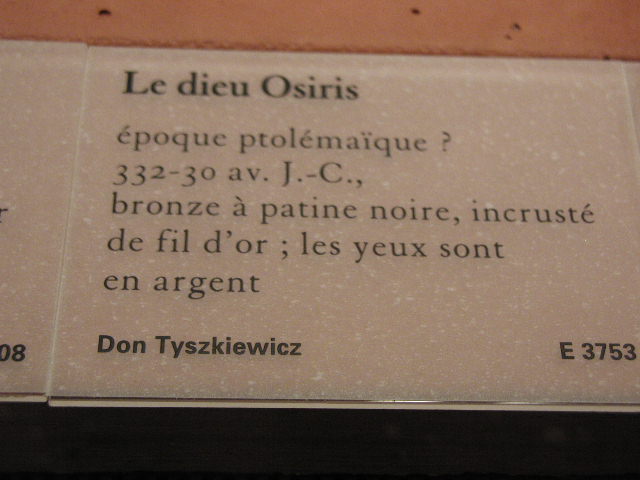 Le dieu Osiris
époque ptolémaïque ?
332-30 av. J.-C.,
bronze à patine noire, incrusté
de fil d'or ; les yeux sont
en argent
Don Tyszkiewicz
E 3753
r
08